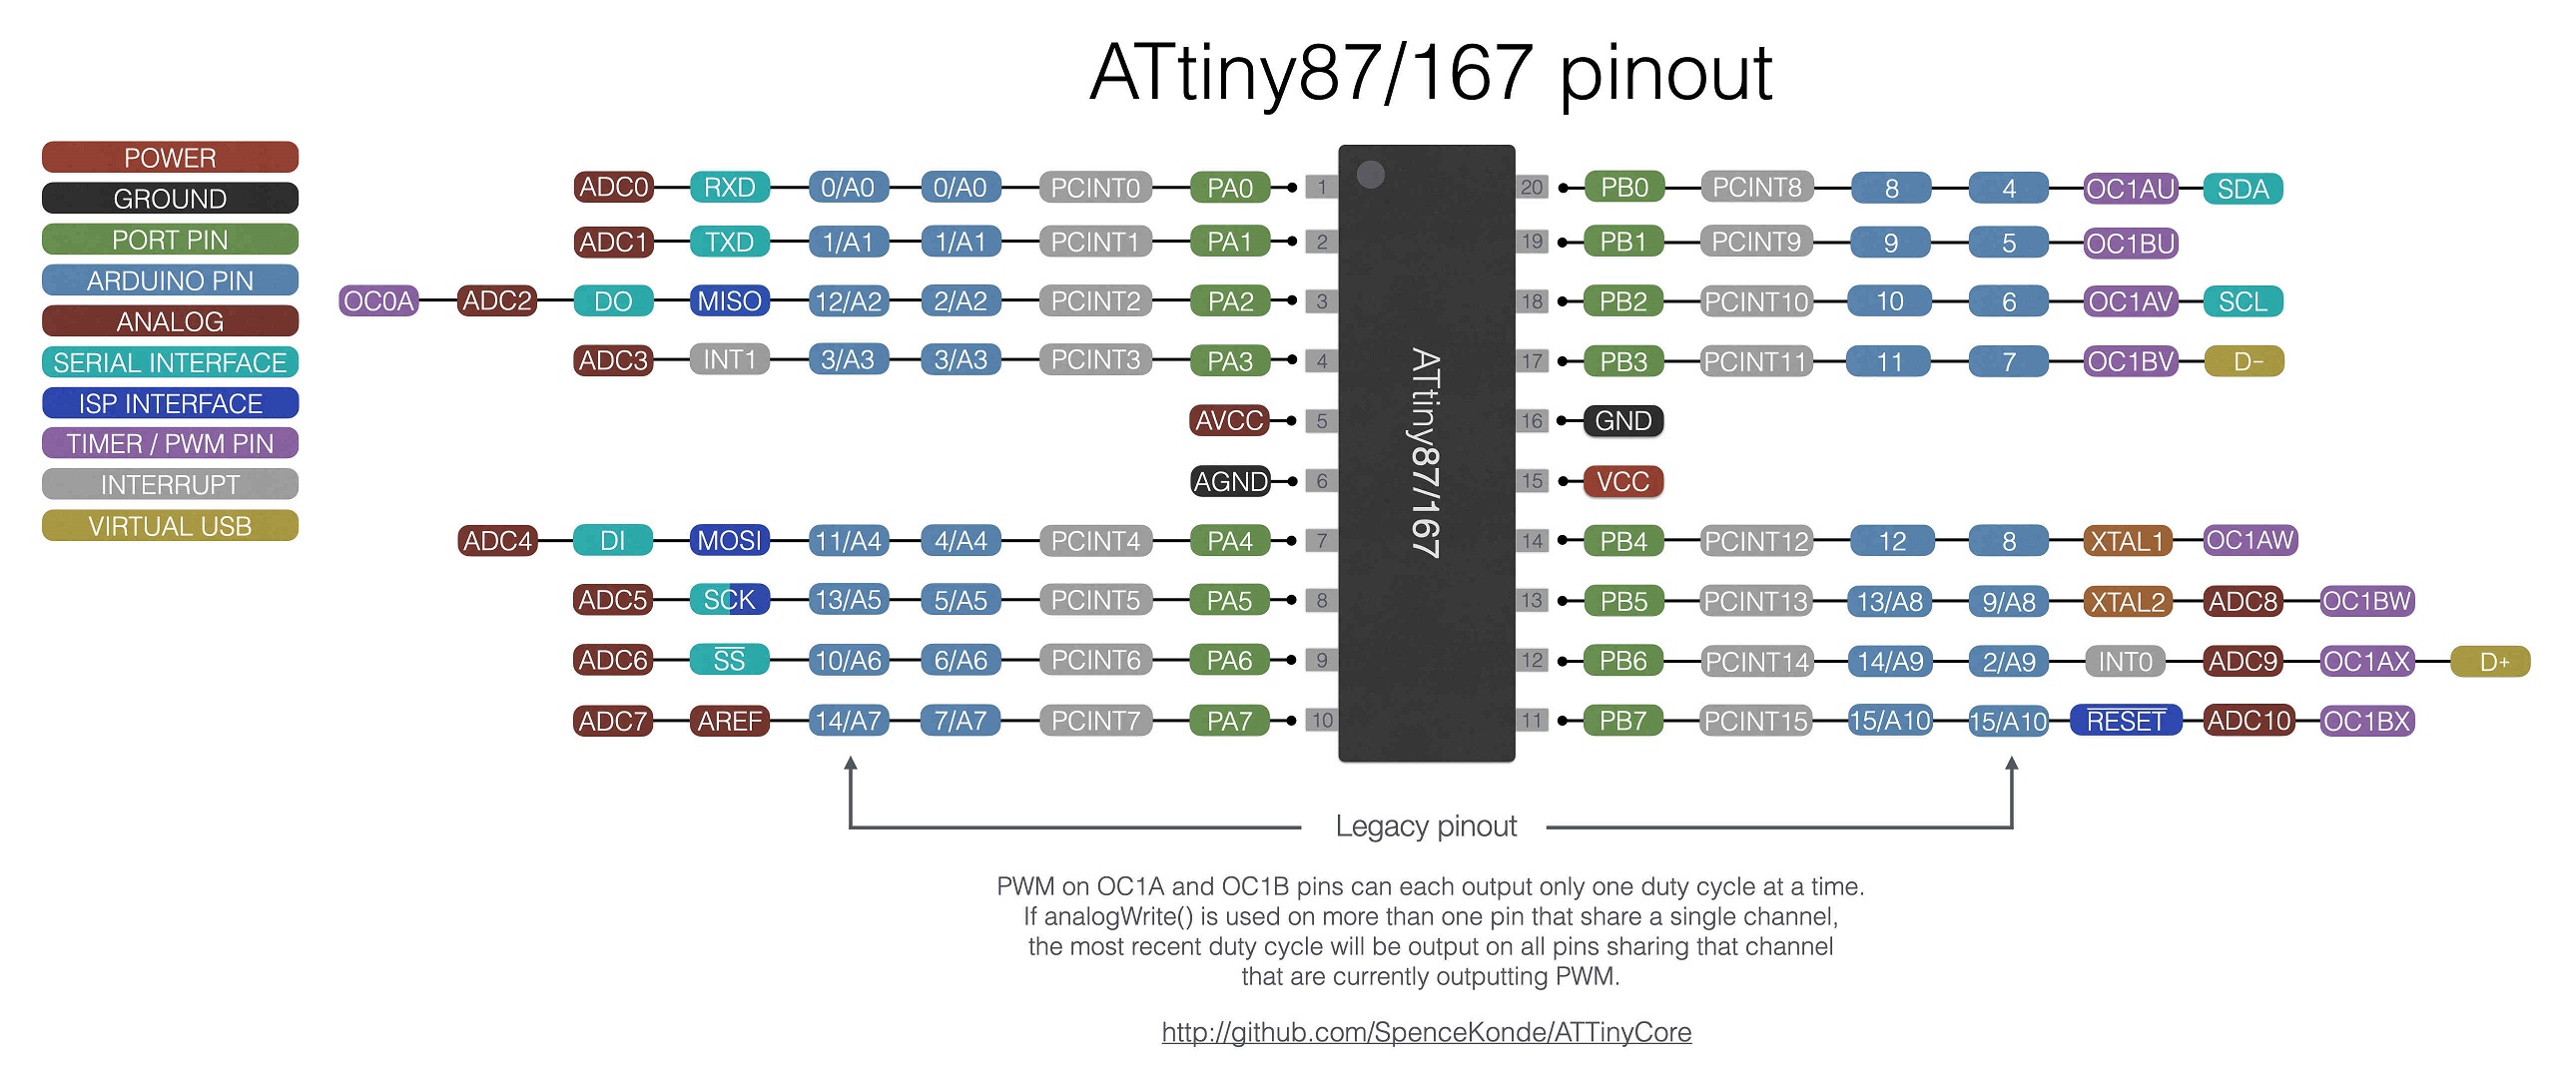 ATtiny87/167 pinout
POWER
GROUND
PORT PIN
ARDUINO PIN
ANALOG
SERIAL INTERFACE
ISP INTERFACE
TIMER / PWM PIN
INTERRUPT
VIRTUAL USB
ADC0 RXD 0/A0 0/A0 PCINT0 PA0 1 20 PB0 PCINT8 8 4 OC1AU SDA
ADC1 TXD 1/A1 1/A1 PCINT1 PA1 2 19 PB1 PCINT9 9 5 OC1BU
OC0A ADC2 DO MISO 12/A2 2/A2 PCINT2 PA2 3 18 PB2 PCINT10 10 6 OC1AV SCL
ADC3 INT1 3/A3 3/A3 PCINT3 PA3 4 17 PB3 PCINT11 11 7 OC1BV D-
AVCC 5 16 GND
AGND 6 15 VCC
ADC4 DI MOSI 11/A4 4/A4 PCINT4 PA4 7 14 PB4 PCINT12 12 8 XTAL1 OC1AW
ADC5 SCK 13/A5 5/A5 PCINT5 PA5 8 13 PB5 PCINT13 13/A8 9/A8 XTAL2 ADC8 OC1BW
ADC6 SS 10/A6 6/A6 PCINT6 PA6 9 12 PB6 PCINT14 14/A9 2/A9 INT0 ADC9 OC1AX D+
ADC7 AREF 14/A7 7/A7 PCINT7 PA7 10 11 PB7 PCINT15 15/A10 15/A10 RESET ADC10 OC1BX
ATtiny87/167
Legacy pinout
PWM on OC1A and OC1B pins can each output only one duty cycle at a time.
If analogWrite() is used on more than one pin that share a single channel,
the most recent duty cycle will be output on all pins sharing that channel
that are currently outputting PWM.
http://github.com/SpenceKonde/ATTinyCore